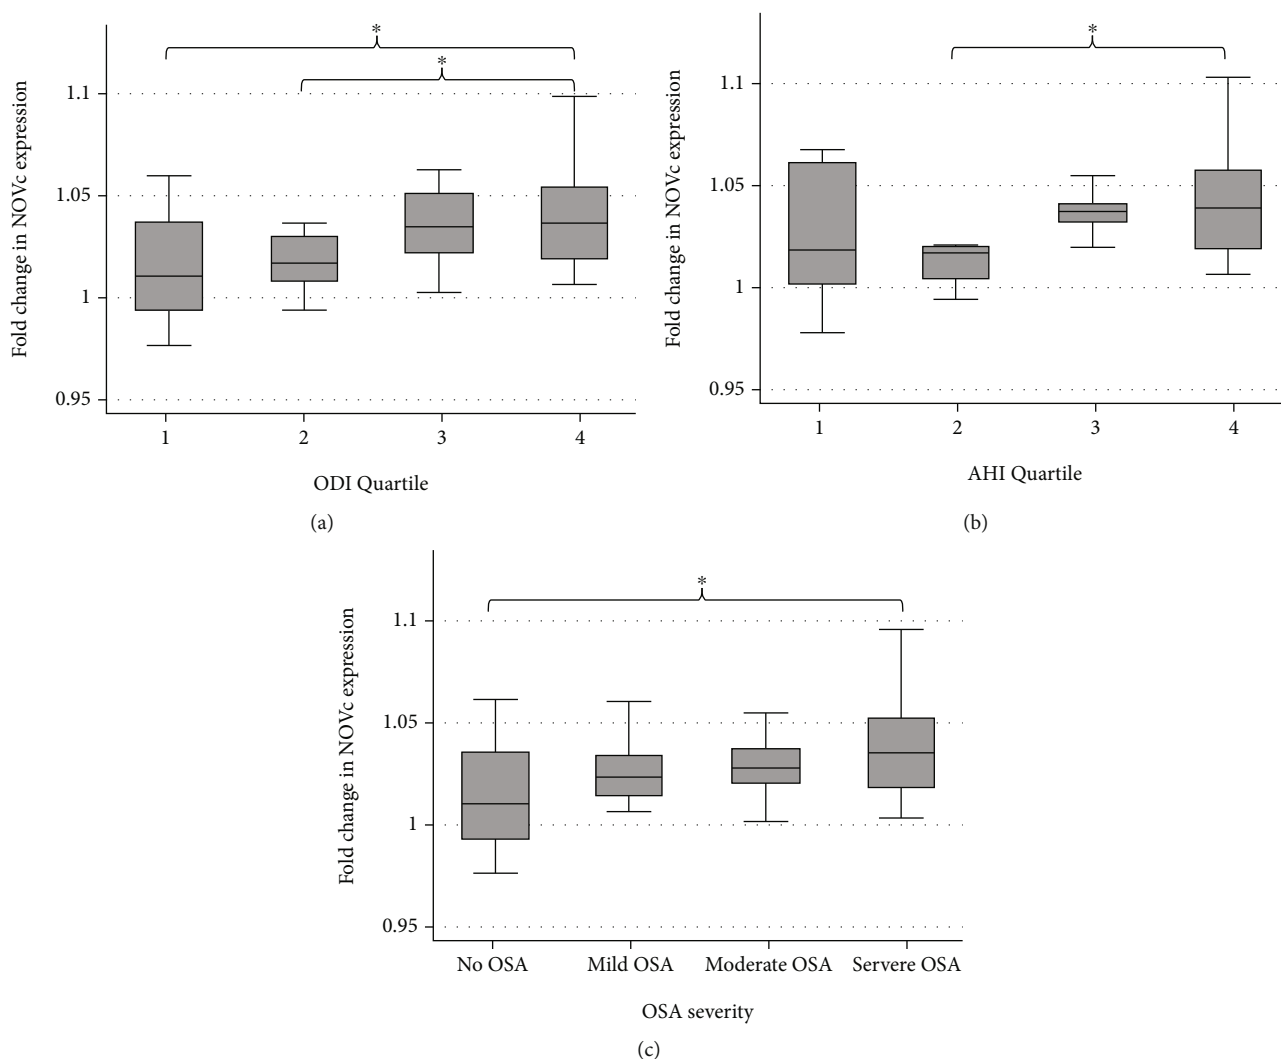 *
*
Fold change in NOVc expression
1.1
1.05
1
0.95
1 2 3 4
ODI Quartile
(a)
*
Fold change in NOVc expression
1.1
1.05
1
0.95
1 2 3 4
AHI Quartile
(b)
*
Fold change in NOVc expression
1.1
1.05
1
0.95
No OSA Mild OSA Moderate OSA Servere OSA
OSA severity
(c)